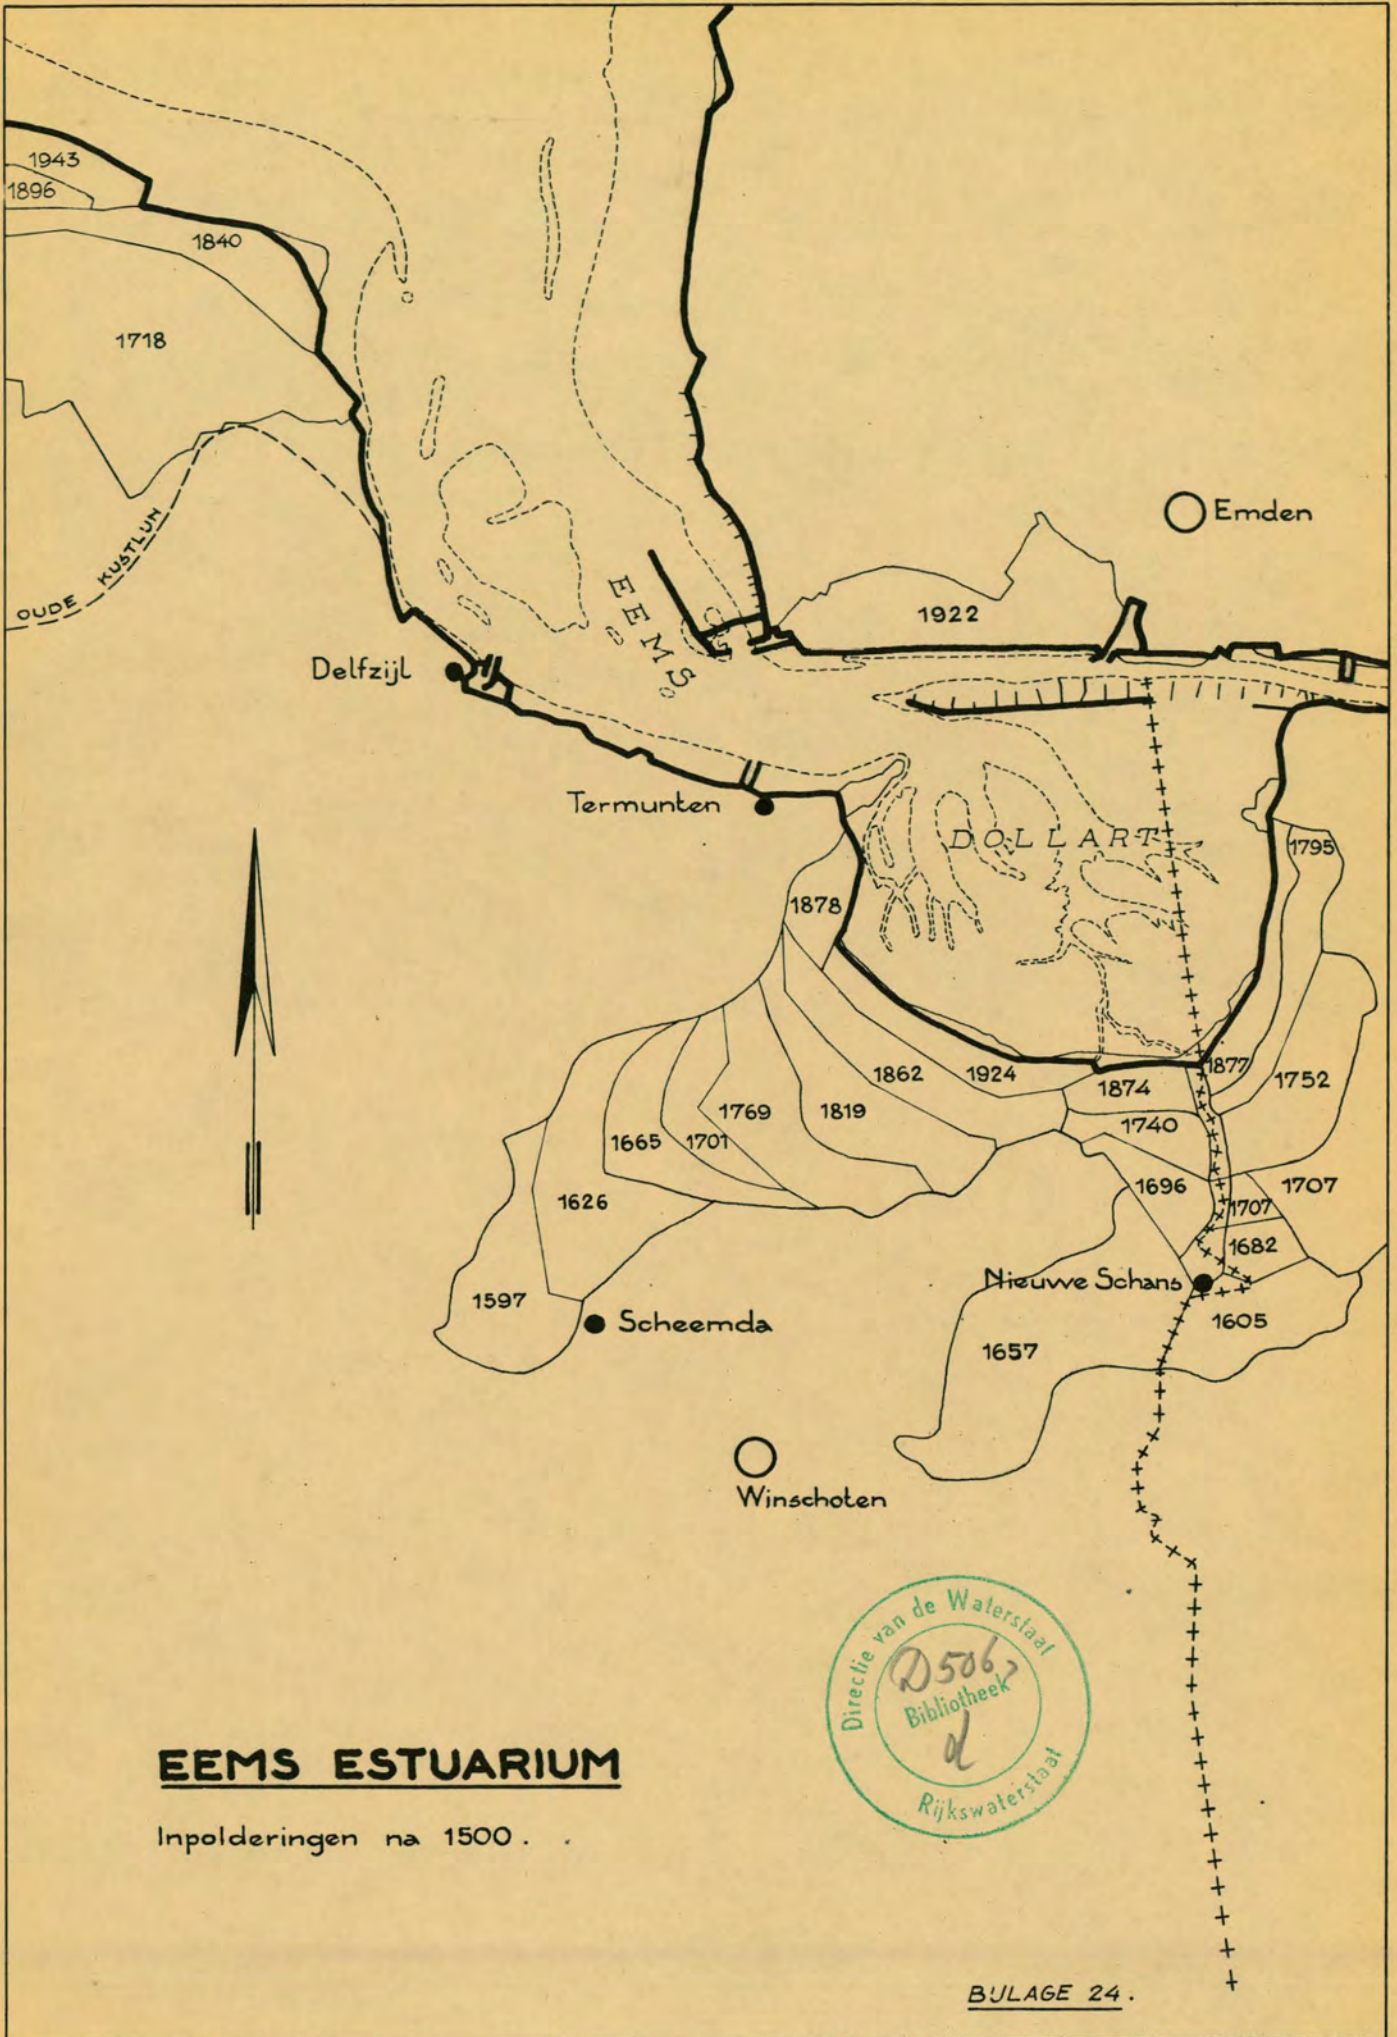 1943
1896
1840
1718
OUDE KUSTLIJN
Emden
1922
EEMS
Delfzijl
Termunten
DOLLART
1795
1878
1862
1924
1877
1874
1752
1769
1819
1740
1665
1701
1696
1707
1707
1626
1682
Nieuwe Schans
1597
Scheemda
1605
1657
Winschoten
Directie van de Waterstaat
D506
Bibliotheek
d
Rijkswaterstaat
EEMS ESTUARIUM
Inpolderingen na 1500.
BIJLAGE 24.